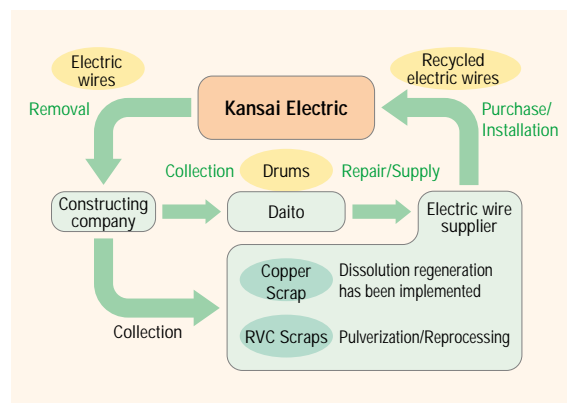 Electric
wires
Recycled
electric wires
Removal
Kansai Electric
Purchase/
Installation
Collection
Drums
Repair/Supply
Constructing
company
Daito
Electric wire
supplier
Copper
Scrap
Dissolution regeneration
has been implemented
RVC Scraps
Pulverization/Reprocessing
Collection